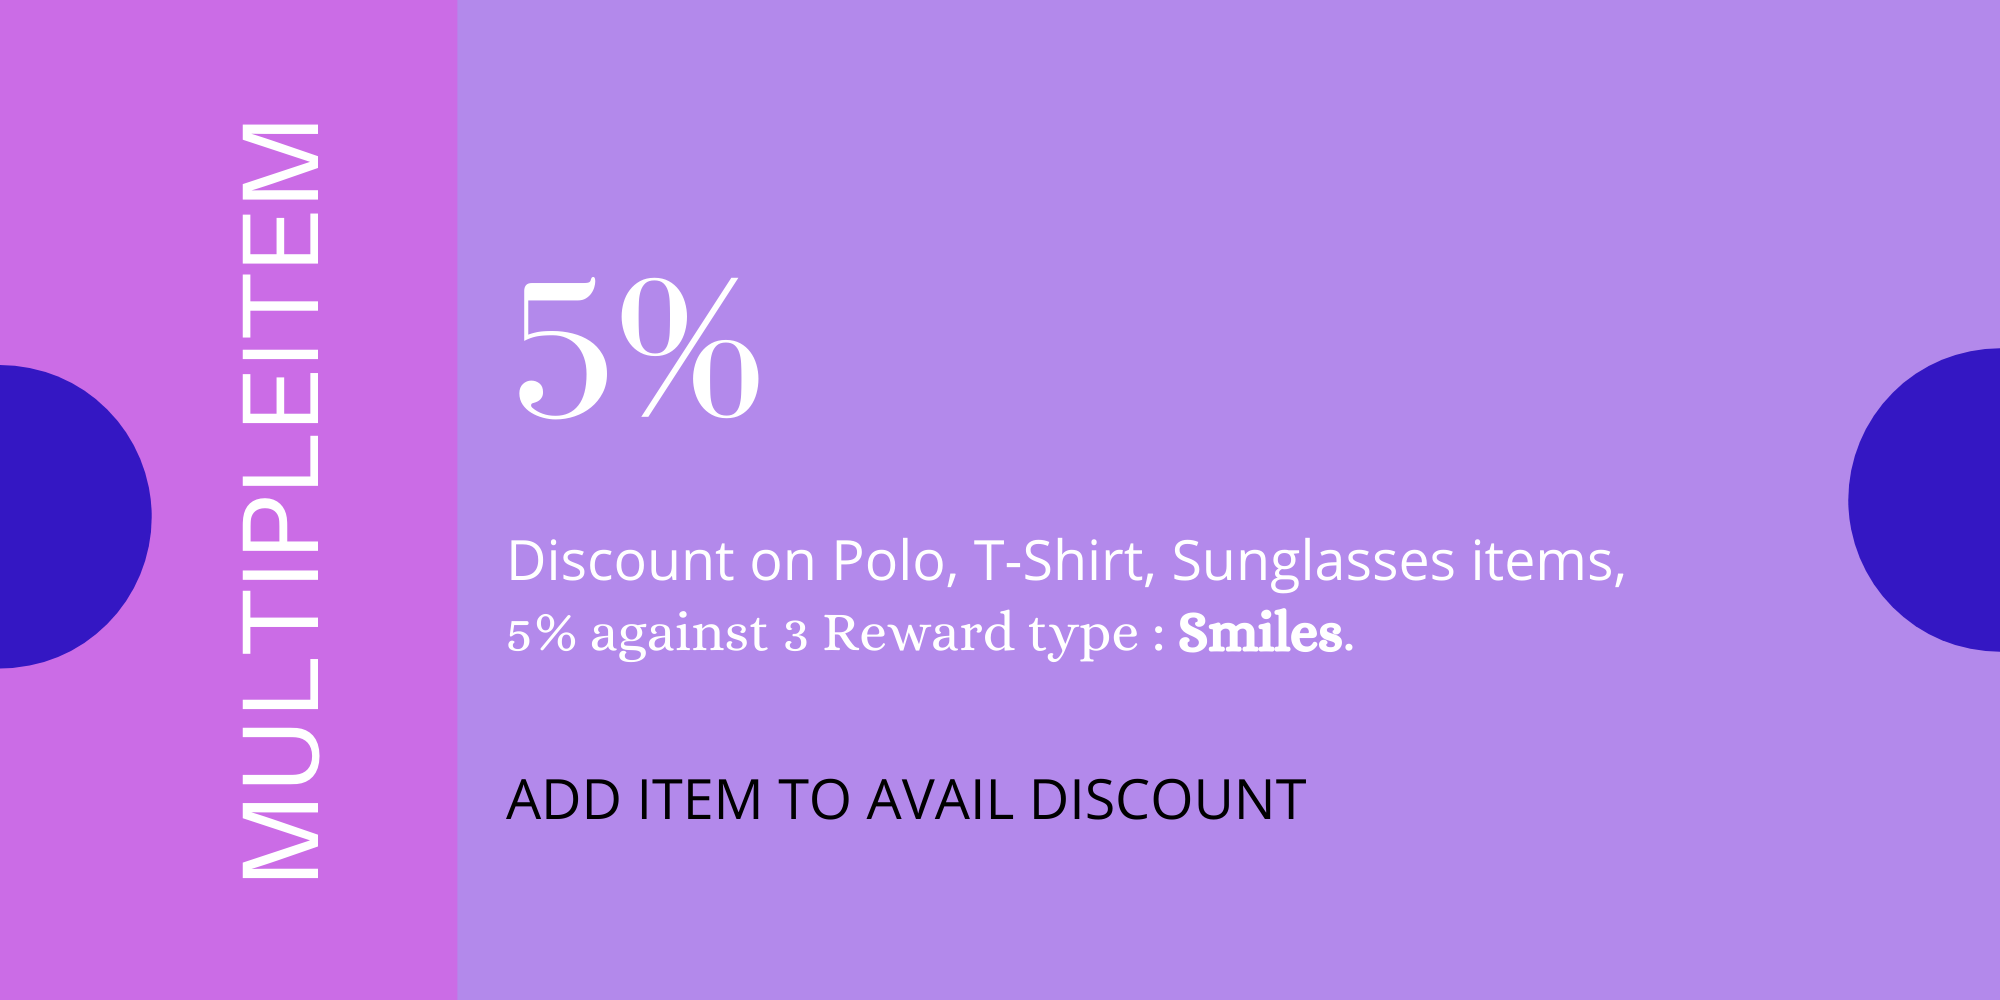 MULTIPLEITEM
5%
Discount on Polo, T-Shirt, Sunglasses items,
5% against 3 Reward type : Smiles.
ADD ITEM TO AVAIL DISCOUNT